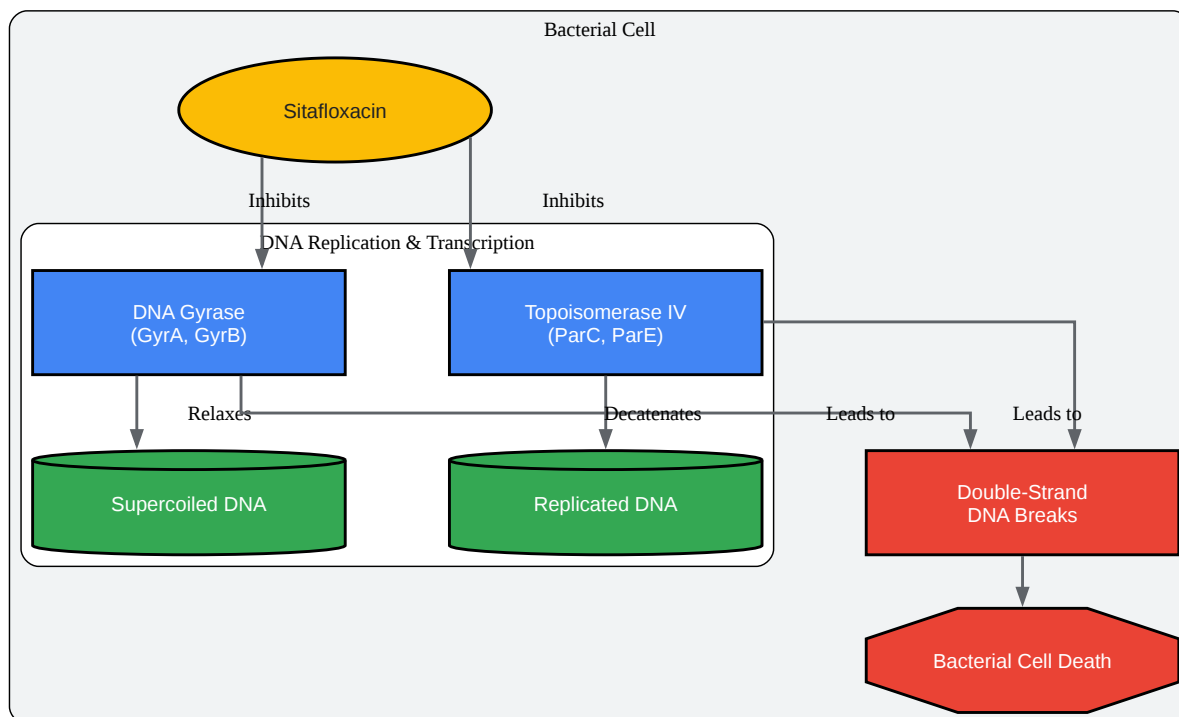 Bacterial Cell
Sitafloxacin
Inhibits
Inhibits
DNA Replication & Transcription
DNA Gyrase
(GyrA, GyrB)
Topoisomerase IV
(ParC, ParE)
Relaxes
Decatenates
Leads to
Leads to
Supercoiled DNA
Replicated DNA
Double-Strand
DNA Breaks
Bacterial Cell Death